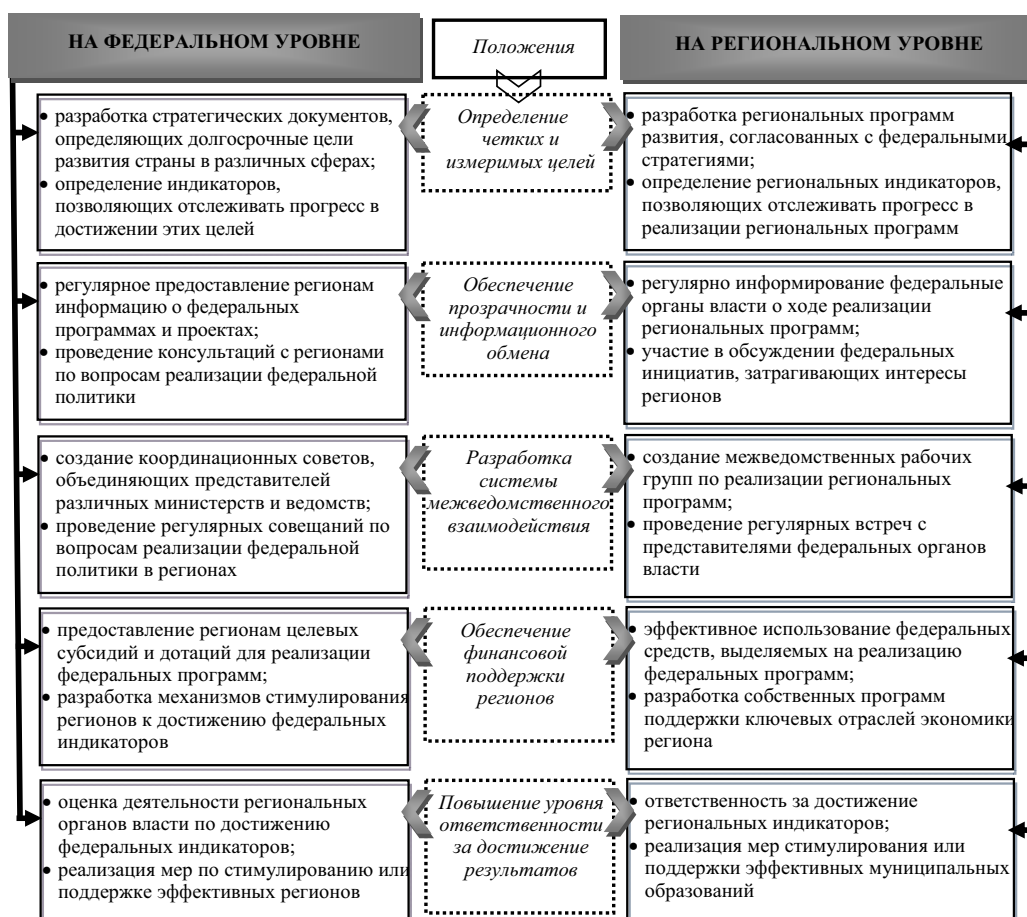 НА ФЕДЕРАЛЬНОМ УРОВНЕ
Положения
НА РЕГИОНАЛЬНОМ УРОВНЕ
• разработка стратегических документов,
определяющих долгосрочные цели
развития страны в различных сферах;
• определение индикаторов,
позволяющих отслеживать прогресс в
достижении этих целей
Определение
четких и
измеримых целей
• разработка региональных программ
развития, согласованных с федеральными
стратегиями;
• определение региональных индикаторов,
позволяющих отслеживать прогресс в
реализации региональных программ
• регулярное предоставление регионам
информацию о федеральных
программах и проектах;
• проведение консультаций с регионами
по вопросам реализации федеральной
политики
Обеспечение
прозрачности и
информационного
обмена
• регулярно информирование федеральные
органы власти о ходе реализации
региональных программ;
• участие в обсуждении федеральных
инициатив, затрагивающих интересы
регионов
• создание координационных советов,
объединяющих представителей
различных министерств и ведомств;
• проведение регулярных совещаний по
вопросам реализации федеральной
политики в регионах
Разработка
системы
межведомственного
взаимодействия
• создание межведомственных рабочих
групп по реализации региональных
программ;
• проведение регулярных встреч с
представителями федеральных органов
власти
• предоставление регионам целевых
субсидий и дотаций для реализации
федеральных программ;
• разработка механизмов стимулирования
регионов к достижению федеральных
индикаторов
Обеспечение
финансовой
поддержки
регионов
• эффективное использование федеральных
средств, выделяемых на реализацию
федеральных программ;
• разработка собственных программ
поддержки ключевых отраслей экономики
региона
• оценка деятельности региональных
органов власти по достижению
федеральных индикаторов;
• реализация мер по стимулированию или
поддержке эффективных регионов
Повышение уровня
ответственности
за достижение
результатов
• ответственность за достижение
региональных индикаторов;
• реализация мер стимулирования или
поддержки эффективных муниципальных
образований